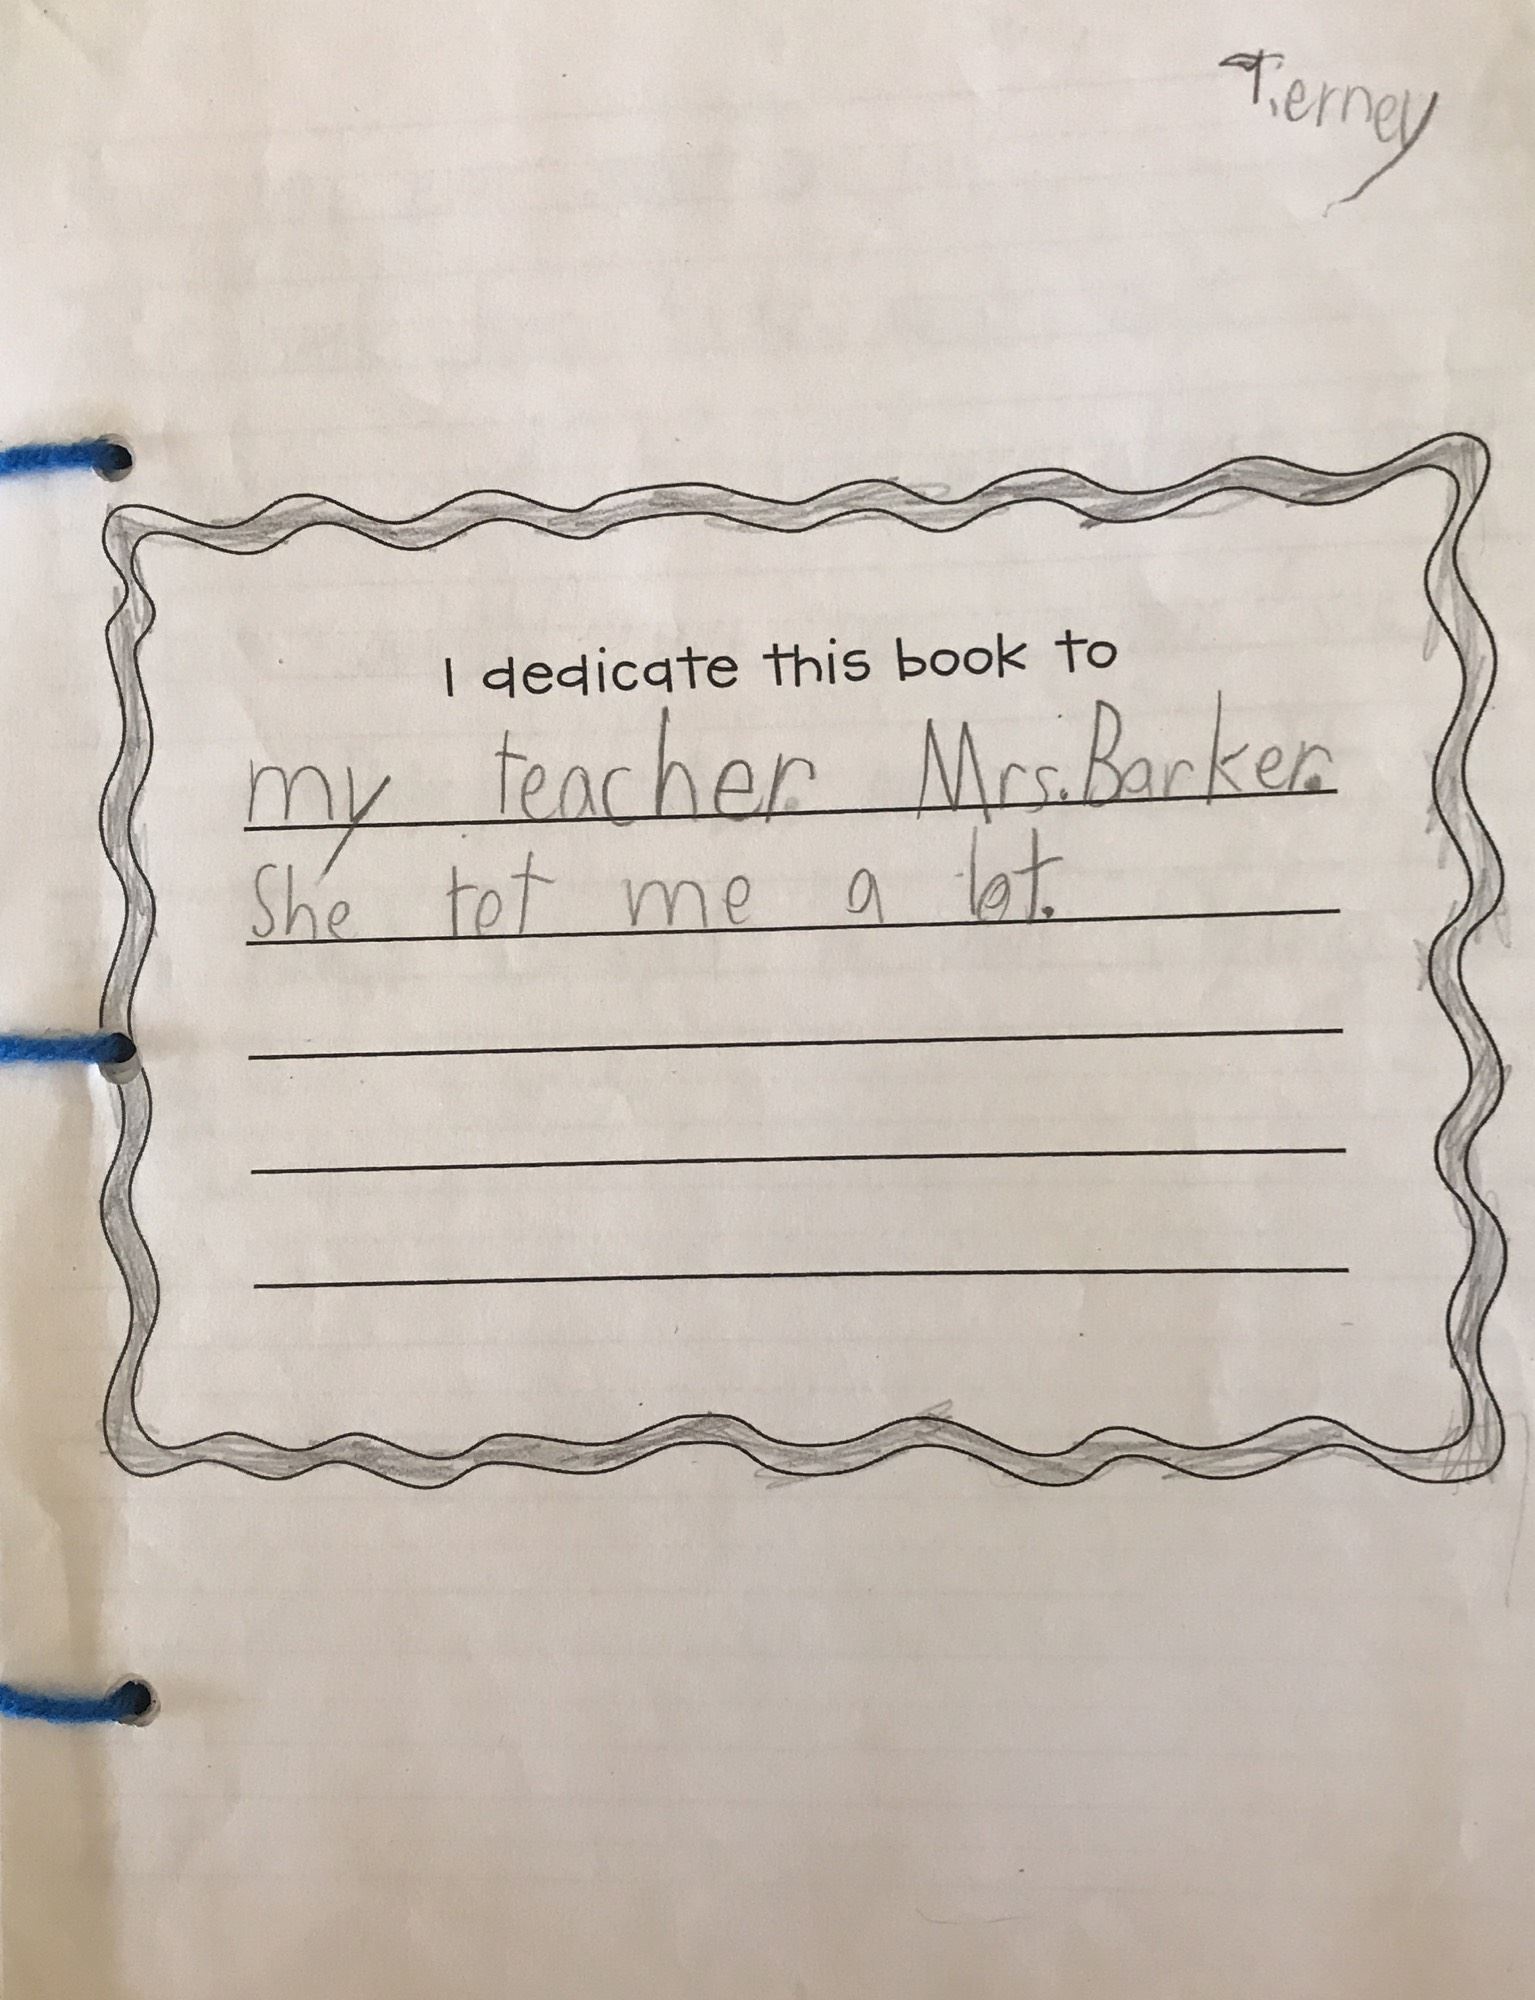 Tierney
I dedicate this book to
my teacher Mrs. Barker.
She tot me a lot.